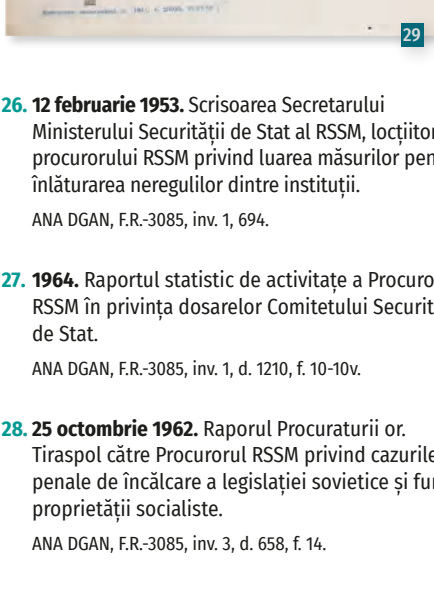 29
26. 12 februarie 1953. Scrisoarea Secretarului
Ministerului Securității de Stat al RSSM, locțiitor
procurorului RSSM privind luarea măsurilor pen
înlăturarea neregulilor dintre instituții.
ANA DGAN, F.R.-3085, inv. 1, 694.
27. 1964. Raportul statistic de activitațe a Procuro
RSSM în privința dosarelor Comitetului Securit
de Stat.
ANA DGAN, F.R.-3085, inv. 1, d. 1210, f. 10-10v.
28. 25 octombrie 1962. Raporul Procuraturii or.
Tiraspol către Procurorul RSSM privind cazurile
penale de încălcare a legislației sovietice și fur
proprietății socialiste.
ANA DGAN, F.R.-3085, inv. 3, d. 658, f. 14.